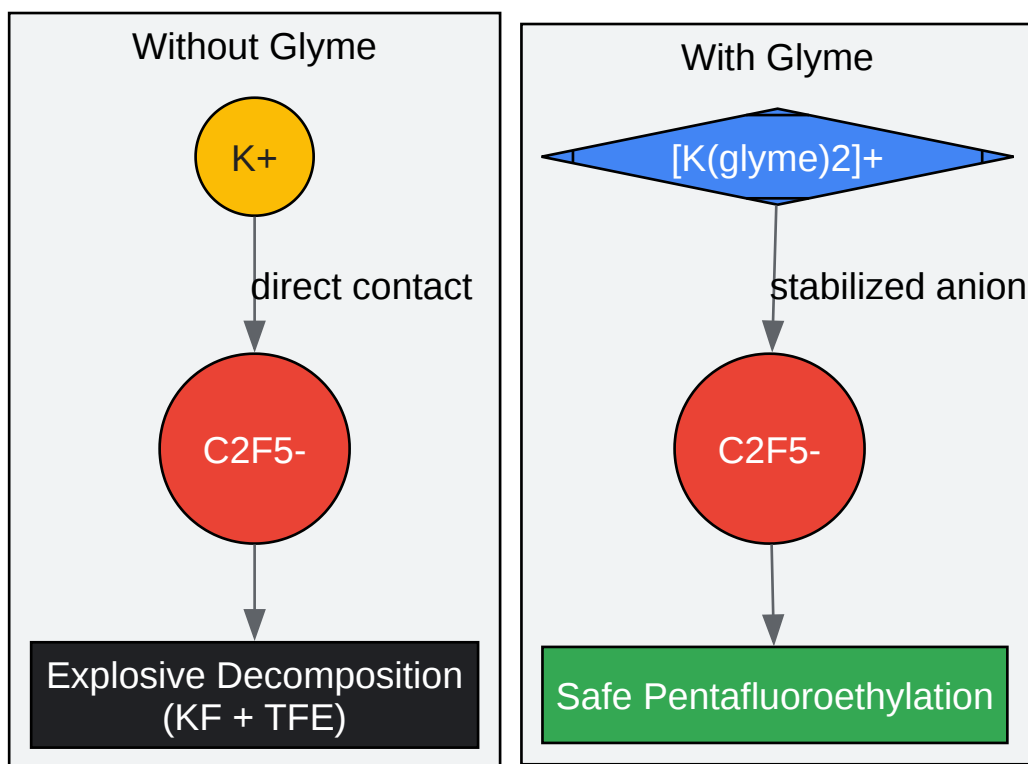 Without Glyme
K+
direct contact
C2F5-
Explosive Decomposition
(KF + TFE)
With Glyme
[K(glyme)2]+
stabilized anion
C2F5-
Safe Pentafluoroethylation